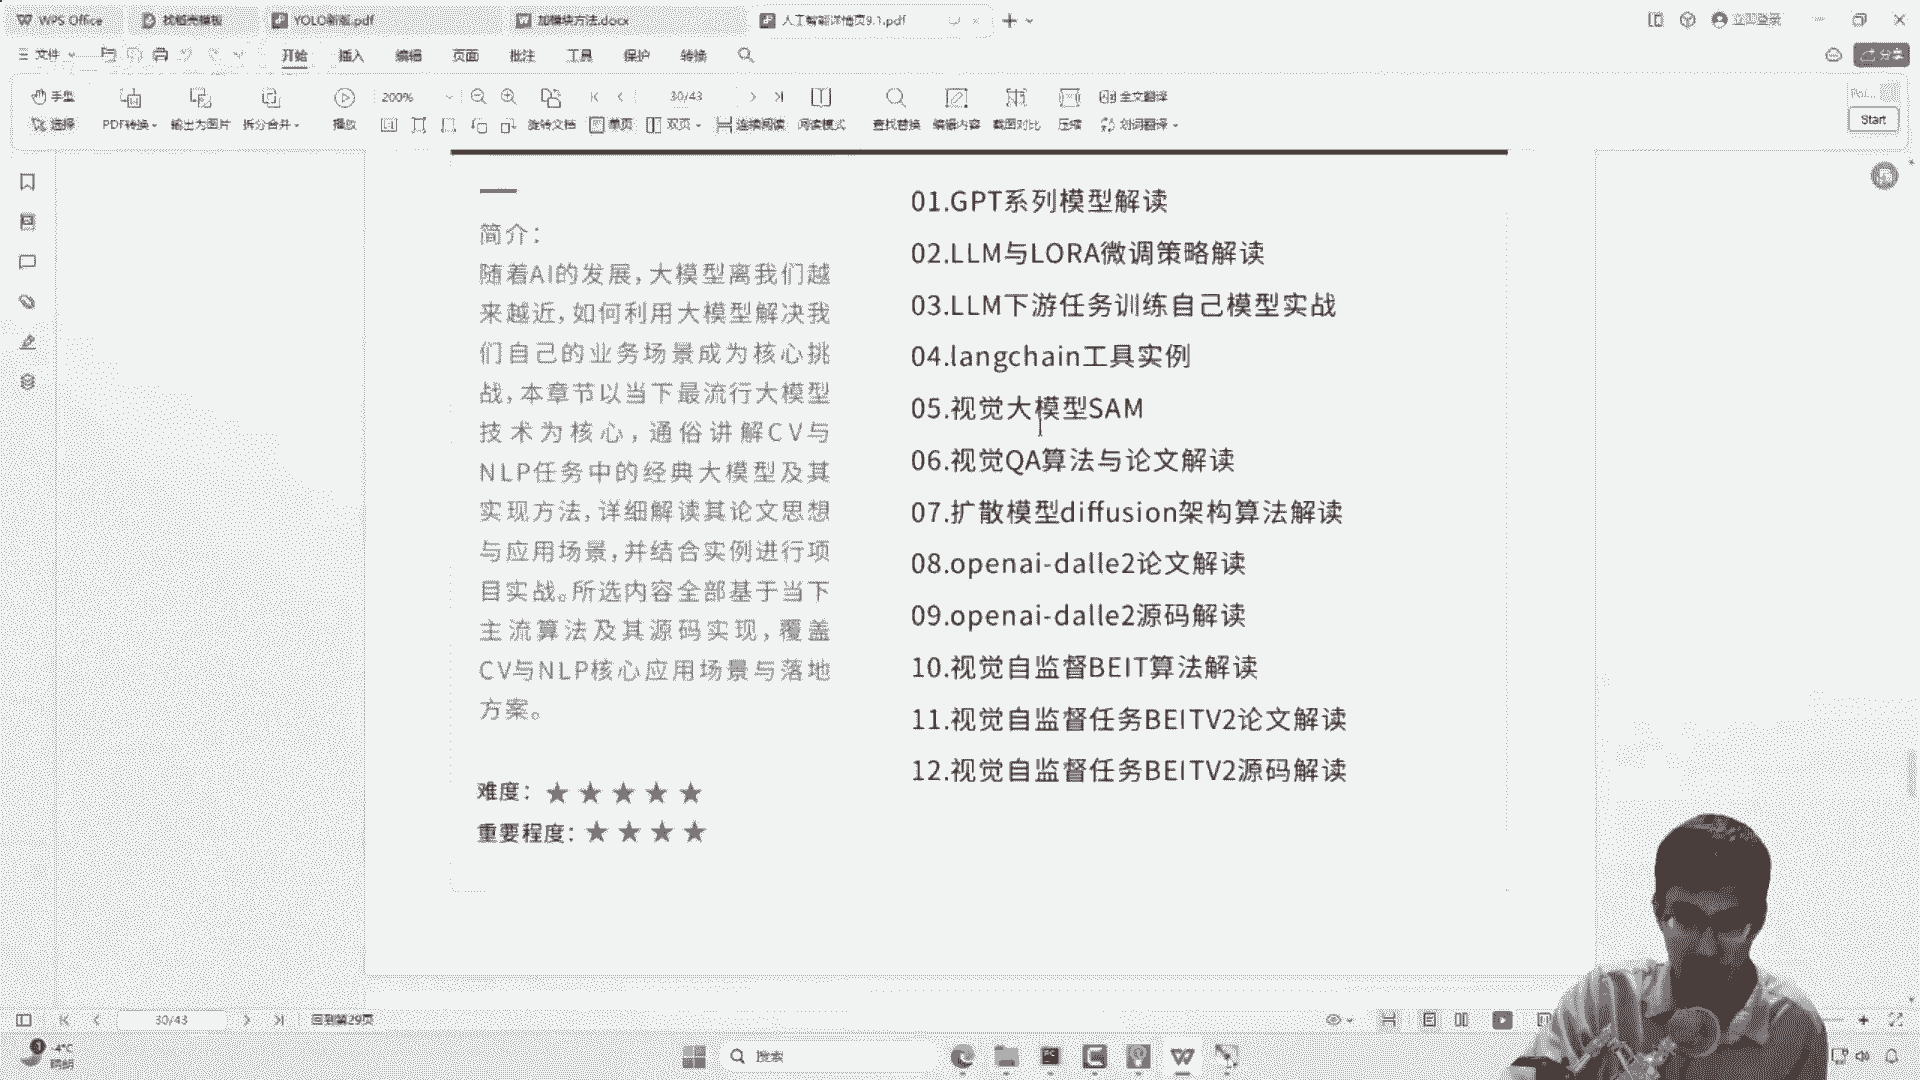 WPS Office
找稻壳模板
YOLO新版.pdf
加模块方法.docx
人工智能详情页9.1.pdf
立即登录
文件
开始
插入
编辑
页面
批注
工具
保护
转换
分享
手型
200%
30/43
全文翻译
选择
PDF转换
输出为图片
拆分合并
播放
旋转文档
单页
双页
连续阅读
阅读模式
查找替换
编辑内容
截图对比
压缩
划词翻译
Start
简介：
随着AI的发展，大模型离我们越
来越近，如何利用大模型解决我
们自己的业务场景成为核心挑
战，本章节以当下最流行大模型
技术为核心，通俗讲解CV与
NLP任务中的经典大模型及其
实现方法，详细解读其论文思想
与应用场景，并结合实例进行项
目实战。所选内容全部基于当下
主流算法及其源码实现，覆盖
CV与NLP核心应用场景与落地
方案。
难度：★★★★★
重要程度：★★★★
01.GPT系列模型解读
02.LLM与LORA微调策略解读
03.LLM下游任务训练自己模型实战
04.langchain工具实例
05.视觉大模型SAM
06.视觉QA算法与论文解读
07.扩散模型diffusion架构算法解读
08.openai-dalle2论文解读
09.openai-dalle2源码解读
10.视觉自监督BEIT算法解读
11.视觉自监督任务BEITV2论文解读
12.视觉自监督任务BEITV2源码解读
30/43
回到第29页
-4°C
晴朗
搜索